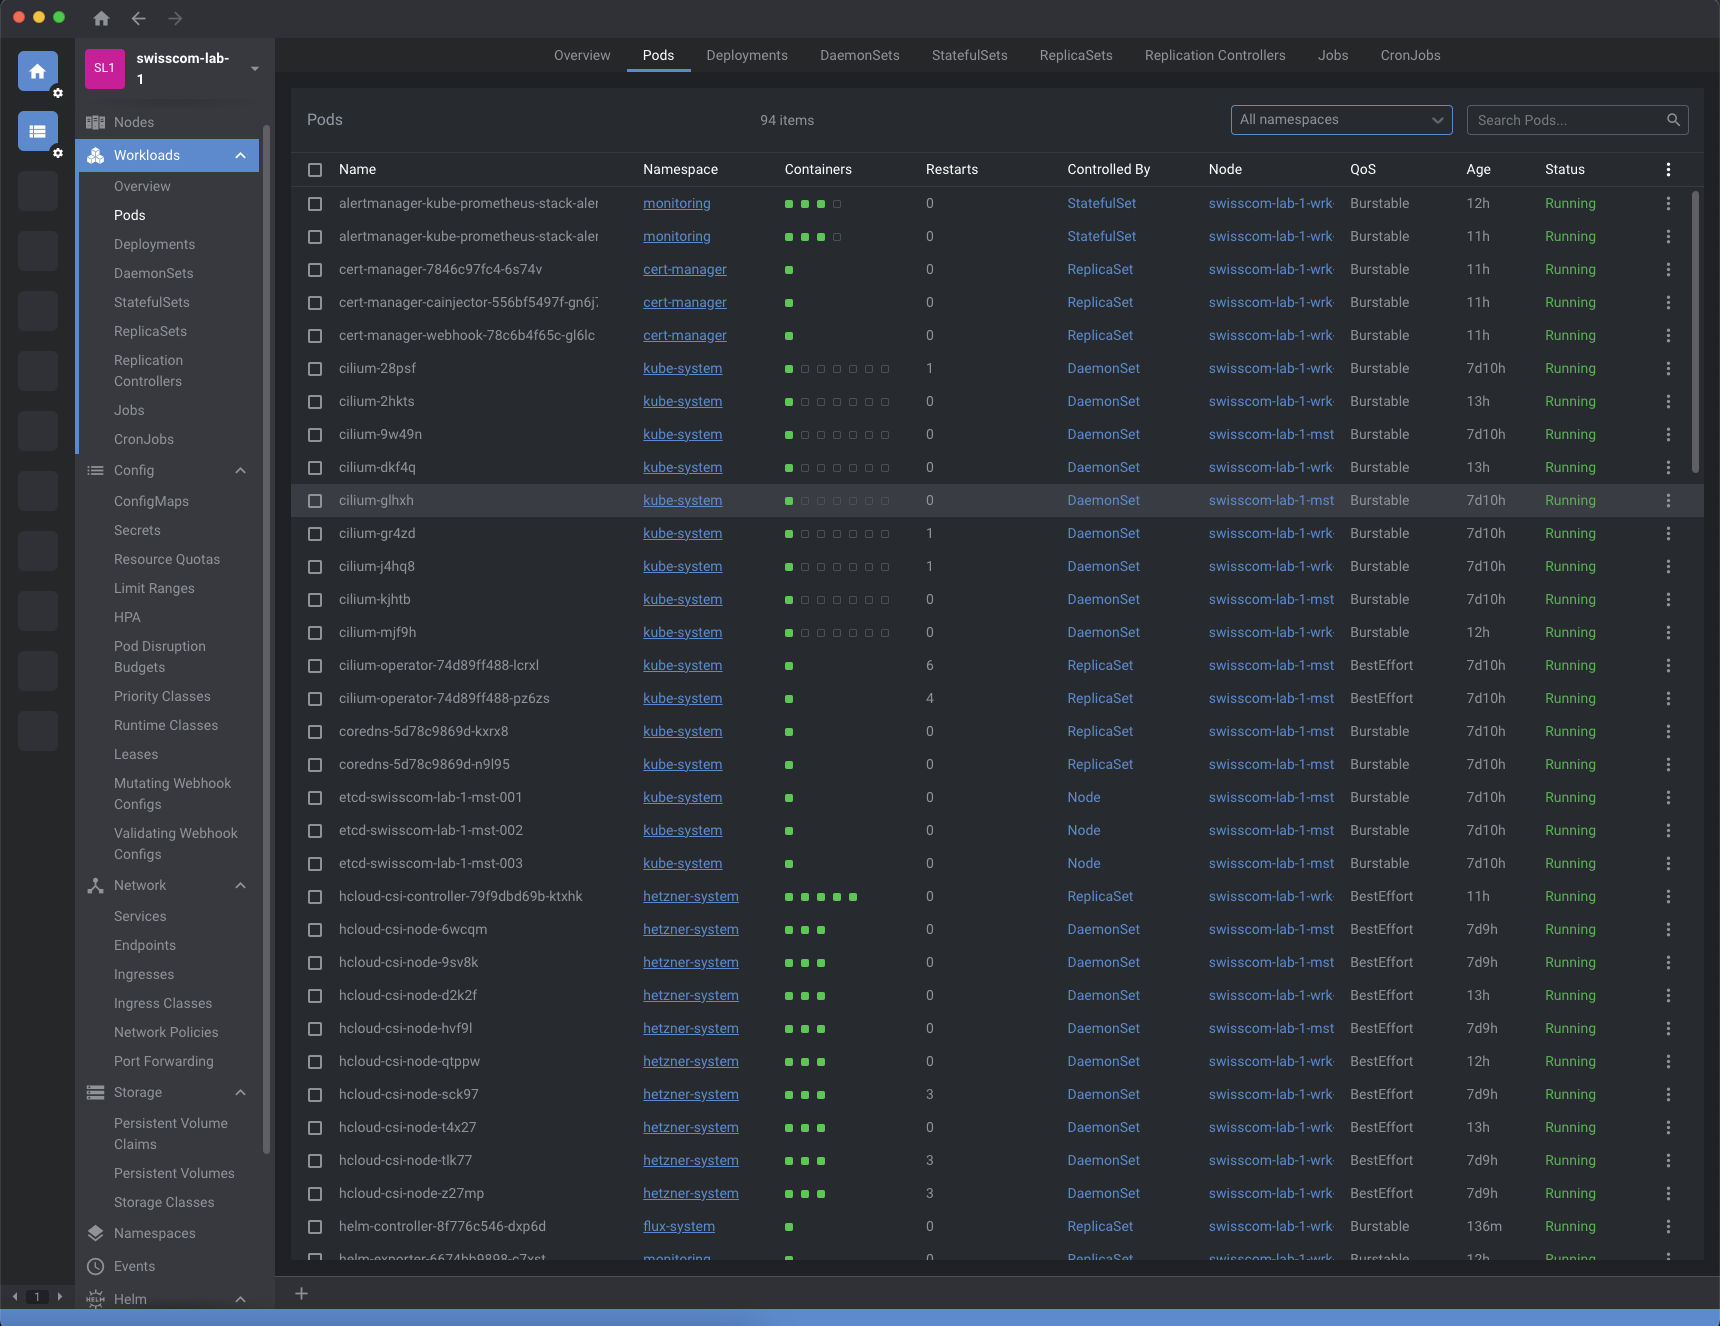 SL1
swisscom-lab-
1
Nodes
Workloads
Overview
Pods
Deployments
DaemonSets
StatefulSets
ReplicaSets
Replication
Controllers
Jobs
CronJobs
Config
ConfigMaps
Secrets
Resource Quotas
Limit Ranges
HPA
Pod Disruption
Budgets
Priority Classes
Runtime Classes
Leases
Mutating Webhook
Configs
Validating Webhook
Configs
Network
Services
Endpoints
Ingresses
Ingress Classes
Network Policies
Port Forwarding
Storage
Persistent Volume
Claims
Persistent Volumes
Storage Classes
Namespaces
Events
HELM Helm
1
Overview Pods Deployments DaemonSets StatefulSets ReplicaSets Replication Controllers Jobs CronJobs
Pods 94 items All namespaces Search Pods...
Name Namespace Containers Restarts Controlled By Node QoS Age Status
alertmanager-kube-prometheus-stack-aler monitoring 0 StatefulSet swisscom-lab-1-wrk Burstable 12h Running
alertmanager-kube-prometheus-stack-aler monitoring 0 StatefulSet swisscom-lab-1-wrk Burstable 11h Running
cert-manager-7846c97fc4-6s74v cert-manager 0 ReplicaSet swisscom-lab-1-wrk Burstable 11h Running
cert-manager-cainjector-556bf5497f-gn6j7 cert-manager 0 ReplicaSet swisscom-lab-1-wrk Burstable 11h Running
cert-manager-webhook-78c6b4f65c-gl6lc cert-manager 0 ReplicaSet swisscom-lab-1-wrk Burstable 11h Running
cilium-28psf kube-system 1 DaemonSet swisscom-lab-1-wrk Burstable 7d10h Running
cilium-2hkts kube-system 0 DaemonSet swisscom-lab-1-wrk Burstable 13h Running
cilium-9w49n kube-system 0 DaemonSet swisscom-lab-1-mst Burstable 7d10h Running
cilium-dkf4q kube-system 0 DaemonSet swisscom-lab-1-wrk Burstable 13h Running
cilium-glhxh kube-system 0 DaemonSet swisscom-lab-1-mst Burstable 7d10h Running
cilium-gr4zd kube-system 1 DaemonSet swisscom-lab-1-wrk Burstable 7d10h Running
cilium-j4hq8 kube-system 1 DaemonSet swisscom-lab-1-wrk Burstable 7d10h Running
cilium-kjhtb kube-system 0 DaemonSet swisscom-lab-1-mst Burstable 7d10h Running
cilium-mjf9h kube-system 0 DaemonSet swisscom-lab-1-wrk Burstable 12h Running
cilium-operator-74d89ff488-lcrxl kube-system 6 ReplicaSet swisscom-lab-1-mst BestEffort 7d10h Running
cilium-operator-74d89ff488-pz6zs kube-system 4 ReplicaSet swisscom-lab-1-mst BestEffort 7d10h Running
coredns-5d78c9869d-kxrx8 kube-system 0 ReplicaSet swisscom-lab-1-mst Burstable 7d10h Running
coredns-5d78c9869d-n9l95 kube-system 0 ReplicaSet swisscom-lab-1-mst Burstable 7d10h Running
etcd-swisscom-lab-1-mst-001 kube-system 0 Node swisscom-lab-1-mst Burstable 7d10h Running
etcd-swisscom-lab-1-mst-002 kube-system 0 Node swisscom-lab-1-mst Burstable 7d10h Running
etcd-swisscom-lab-1-mst-003 kube-system 0 Node swisscom-lab-1-mst Burstable 7d10h Running
hcloud-csi-controller-79f9dbd69b-ktxhk hetzner-system 0 ReplicaSet swisscom-lab-1-wrk BestEffort 11h Running
hcloud-csi-node-6wcqm hetzner-system 0 DaemonSet swisscom-lab-1-mst BestEffort 7d9h Running
hcloud-csi-node-9sv8k hetzner-system 0 DaemonSet swisscom-lab-1-mst BestEffort 7d9h Running
hcloud-csi-node-d2k2f hetzner-system 0 DaemonSet swisscom-lab-1-wrk BestEffort 13h Running
hcloud-csi-node-hvf9l hetzner-system 0 DaemonSet swisscom-lab-1-mst BestEffort 7d9h Running
hcloud-csi-node-qtppw hetzner-system 0 DaemonSet swisscom-lab-1-wrk BestEffort 12h Running
hcloud-csi-node-sck97 hetzner-system 3 DaemonSet swisscom-lab-1-wrk BestEffort 7d9h Running
hcloud-csi-node-t4x27 hetzner-system 0 DaemonSet swisscom-lab-1-wrk BestEffort 13h Running
hcloud-csi-node-tlk77 hetzner-system 3 DaemonSet swisscom-lab-1-wrk BestEffort 7d9h Running
hcloud-csi-node-z27mp hetzner-system 3 DaemonSet swisscom-lab-1-wrk BestEffort 7d9h Running
helm-controller-8f776c546-dxp6d flux-system 0 ReplicaSet swisscom-lab-1-wrk Burstable 136m Running
helm-exporter-6674bb9898-c7xst monitoring 0 ReplicaSet swisscom-lab-1-wrk Burstable 12h Running